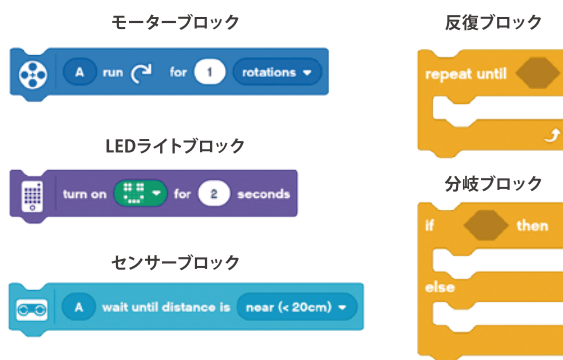 モーターブロック
A run for 1 rotations
LEDライトブロック
turn on for 2 seconds
センサーブロック
A wait until distance is near (< 20cm)
反復ブロック
repeat until
分岐ブロック
if then
else